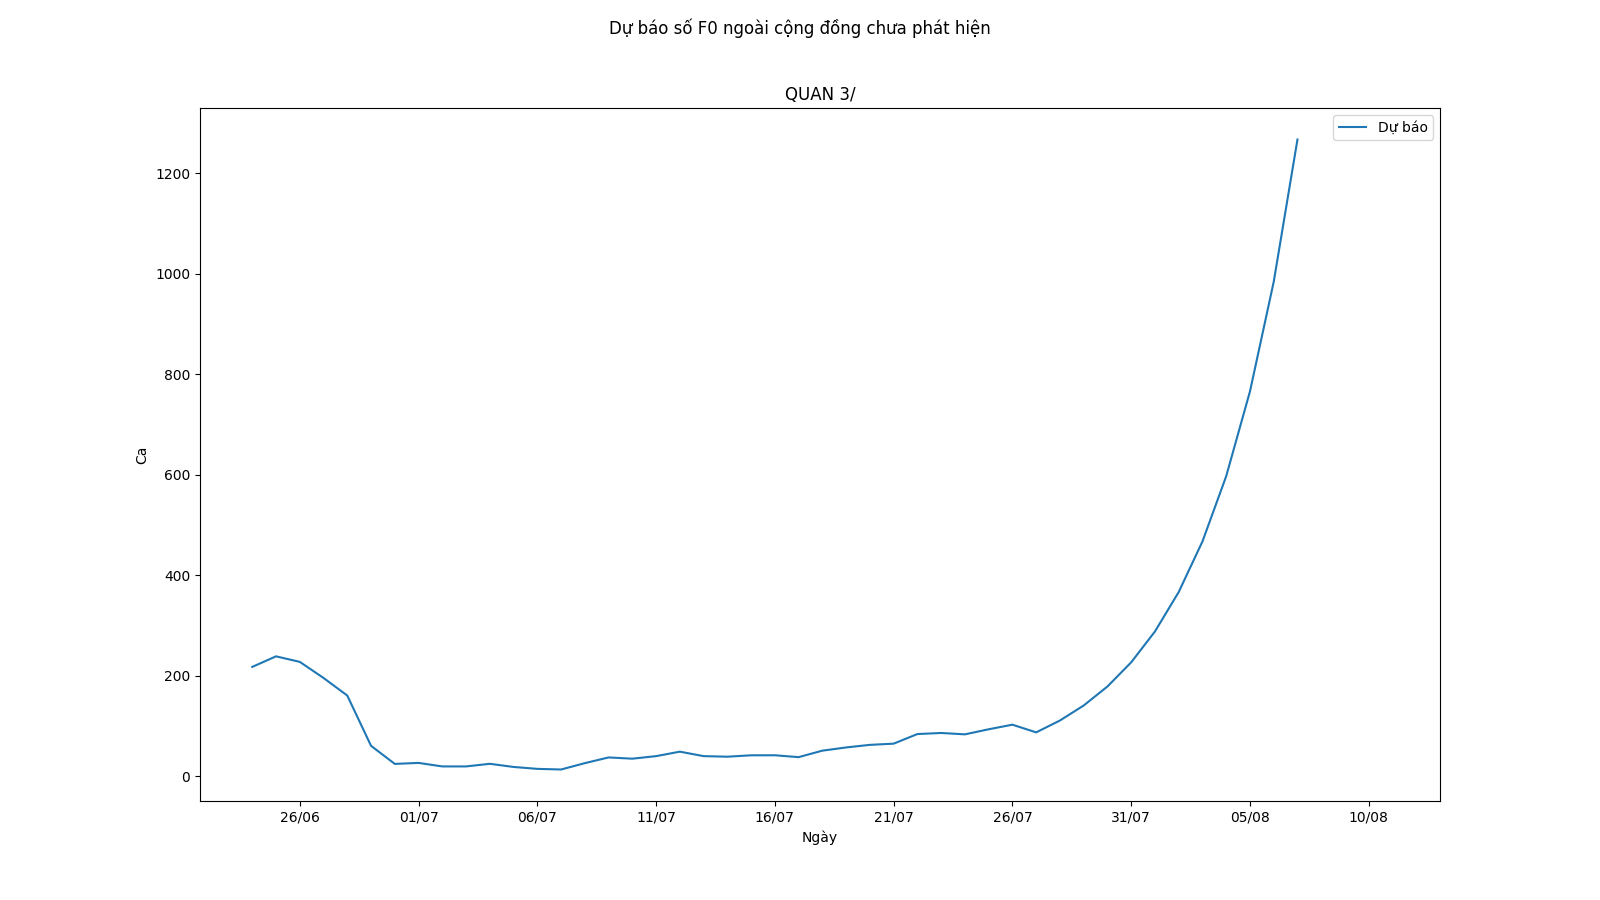 Dự báo số F0 ngoài cộng đồng chưa phát hiện
QUAN 3/
Dự báo
1200
1000
800
600
400
200
0
Ca
26/06 01/07 06/07 11/07 16/07 21/07 26/07 31/07 05/08 10/08
Ngày